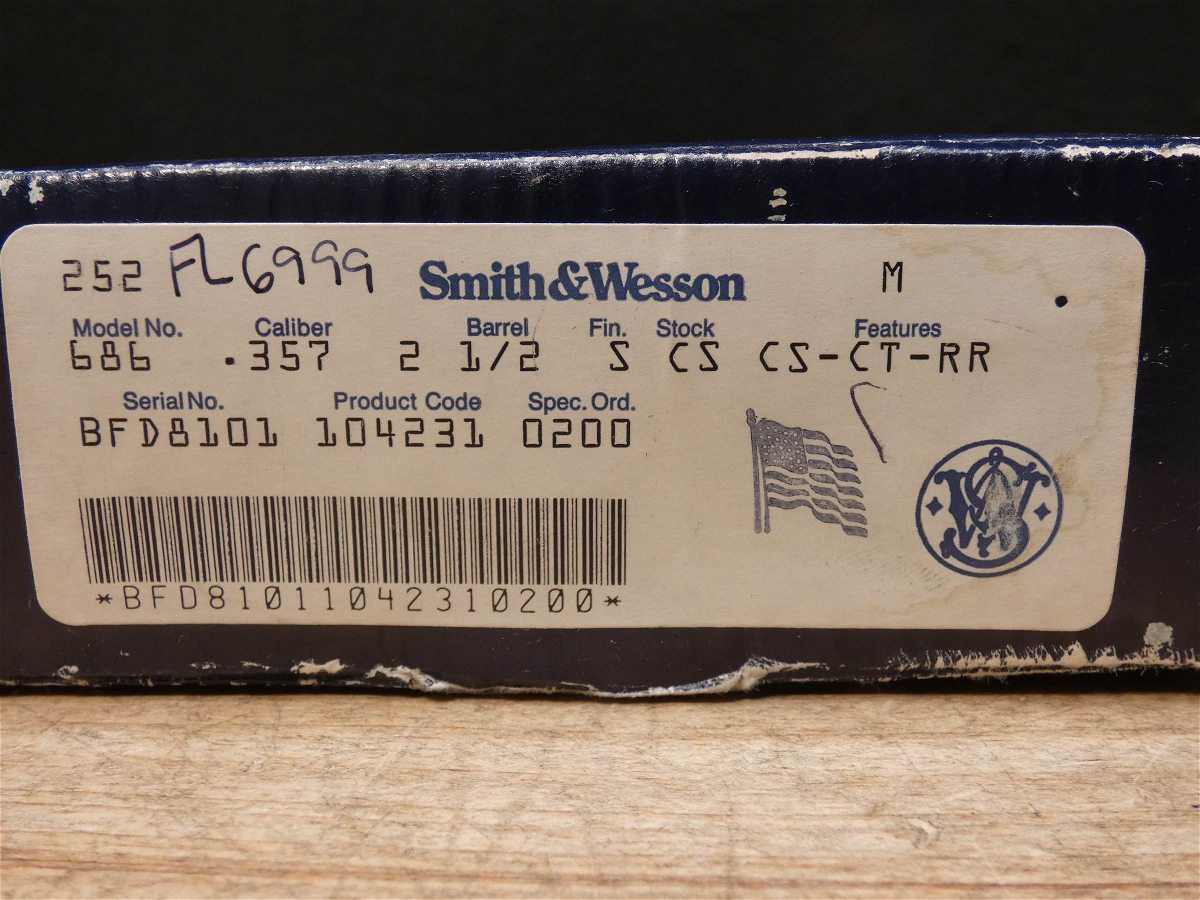 252 FL6999 Smith&Wesson M
Model No. Caliber Barrel Fin. Stock Features
686 .357 2 1/2 S CS CS-CT-RR
Serial No. Product Code Spec. Ord.
BFD8101 104231 0200
*BFD81011042310200*